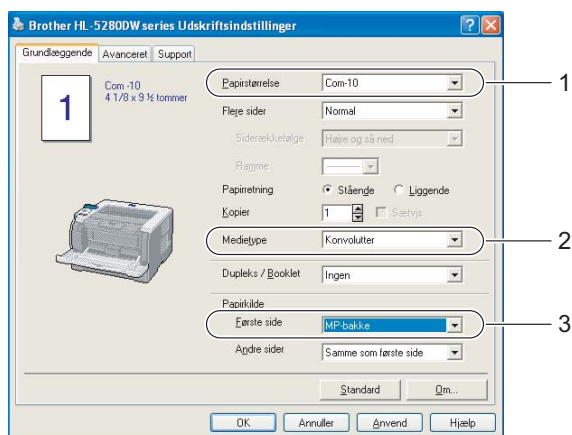 Brother HL-5280DW series Udskriftsindstillinger
Grundlæggende Avanceret Support
1
Com -10
4 1/8 x 9 ½ tommer
Papirstørrelse Com-10 1
Flere sider Normal
Siderækkefølge Højre og så ned
Ramme
Papirretning Stående Liggende
Kopier 1 Sætvis
Medietype Konvolutter 2
Dupleks / Booklet Ingen
Papirkilde
Første side MP-bakke 3
Andre sider Samme som første side
Standard Om...
OK Annuller Anvend Hjælp